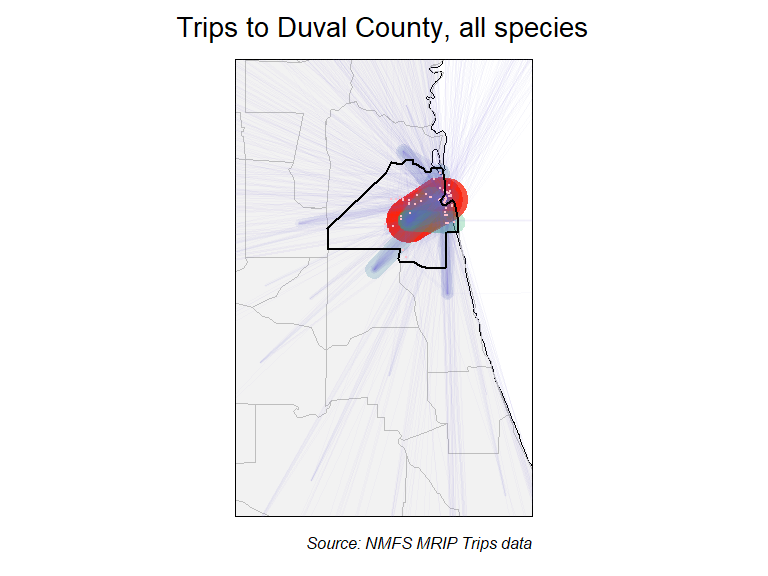 Trips to Duval County, all species
Source: NMFS MRIP Trips data